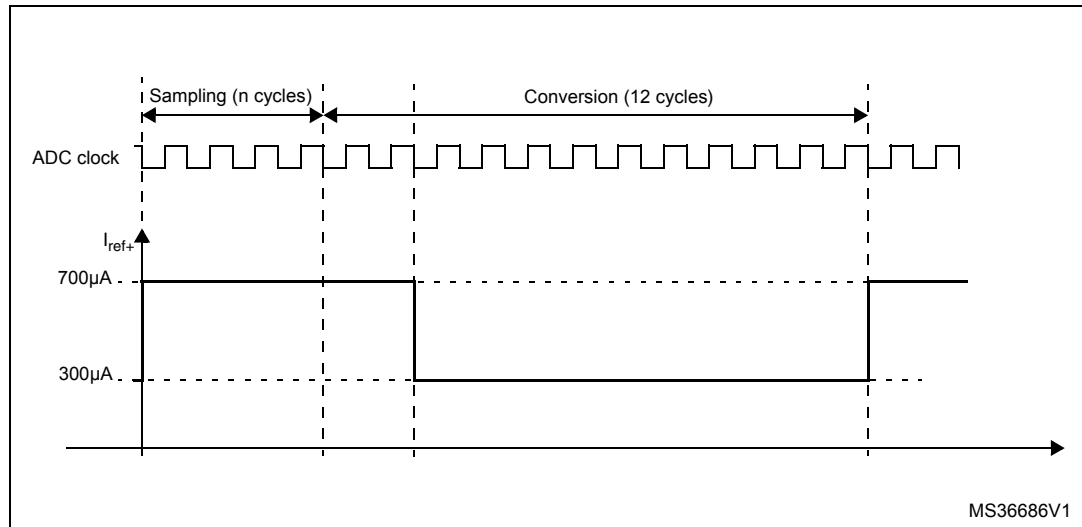 Sampling (n cycles)
Conversion (12 cycles)
ADC clock
Iref+
700µA
300µA
MS36686V1